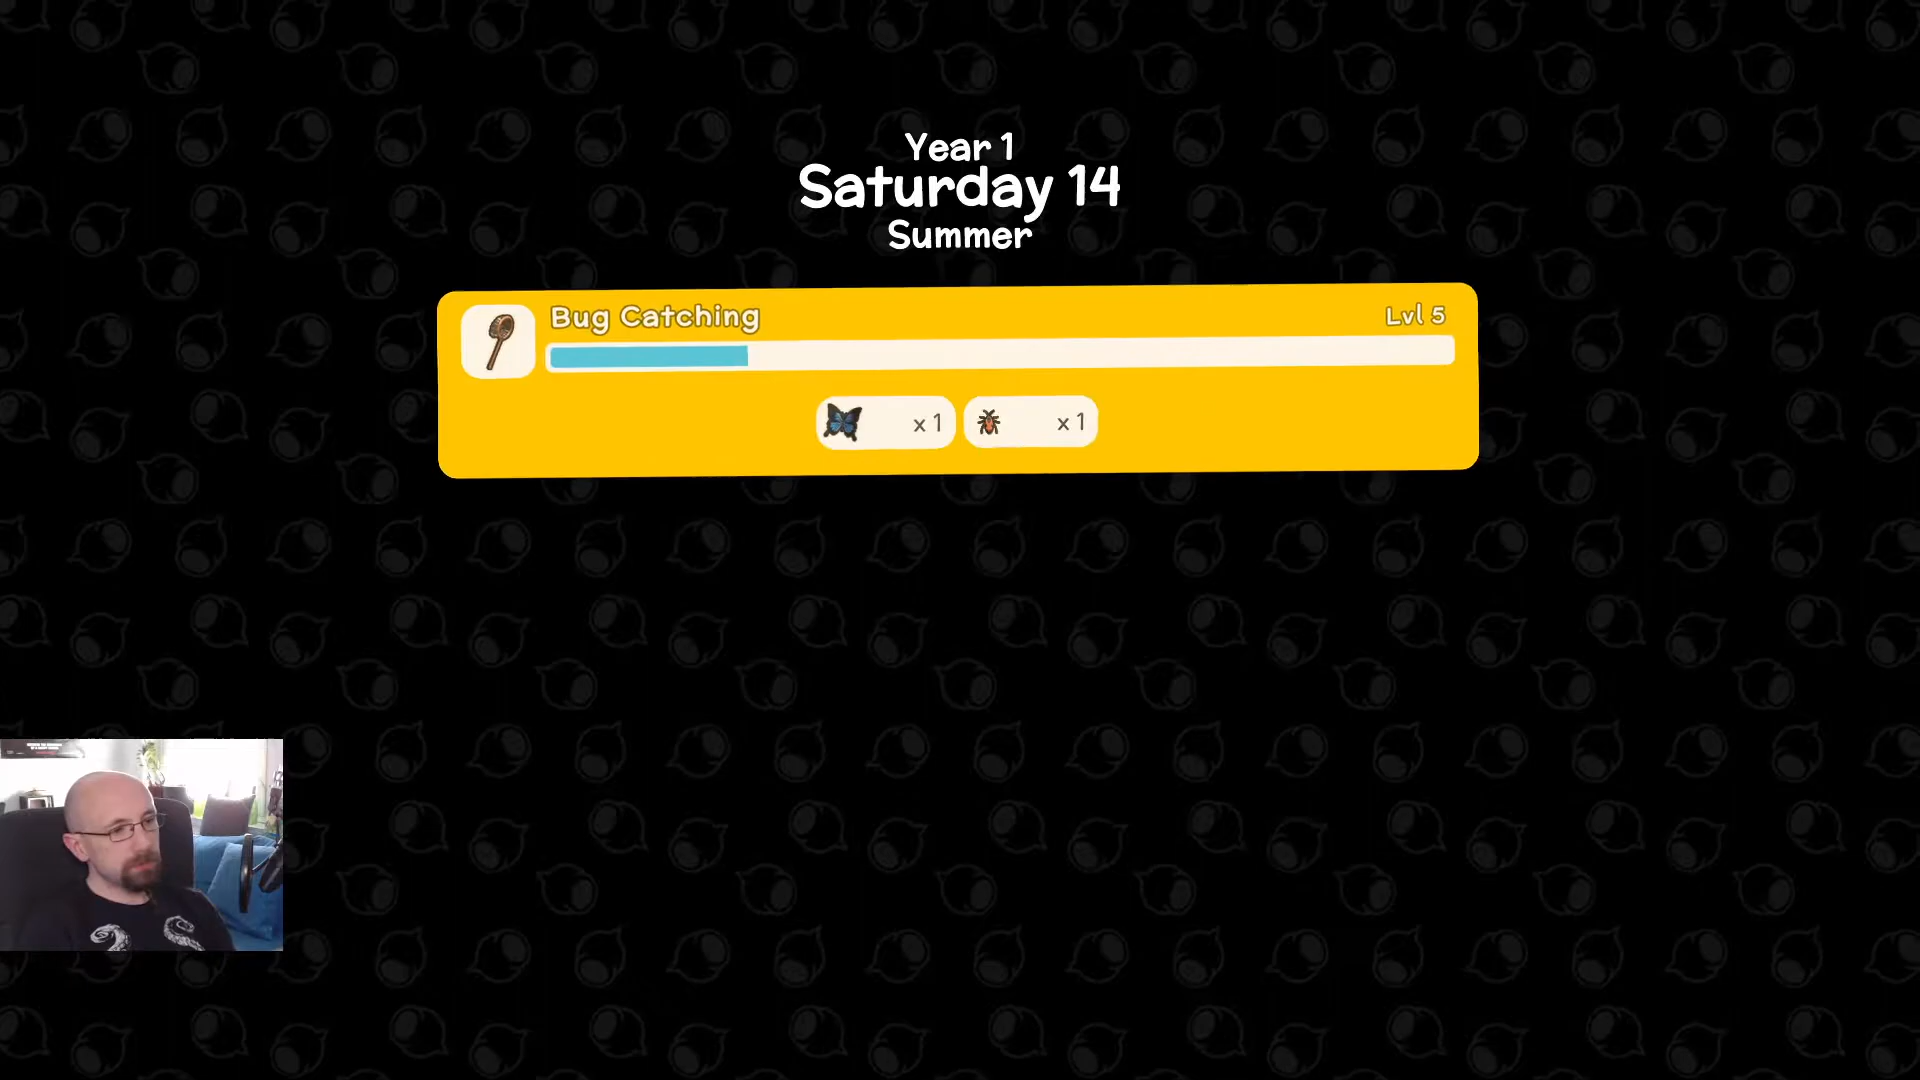 Year 1
Saturday 14
Summer
Bug Catching
Lvl 5
x 1
x 1